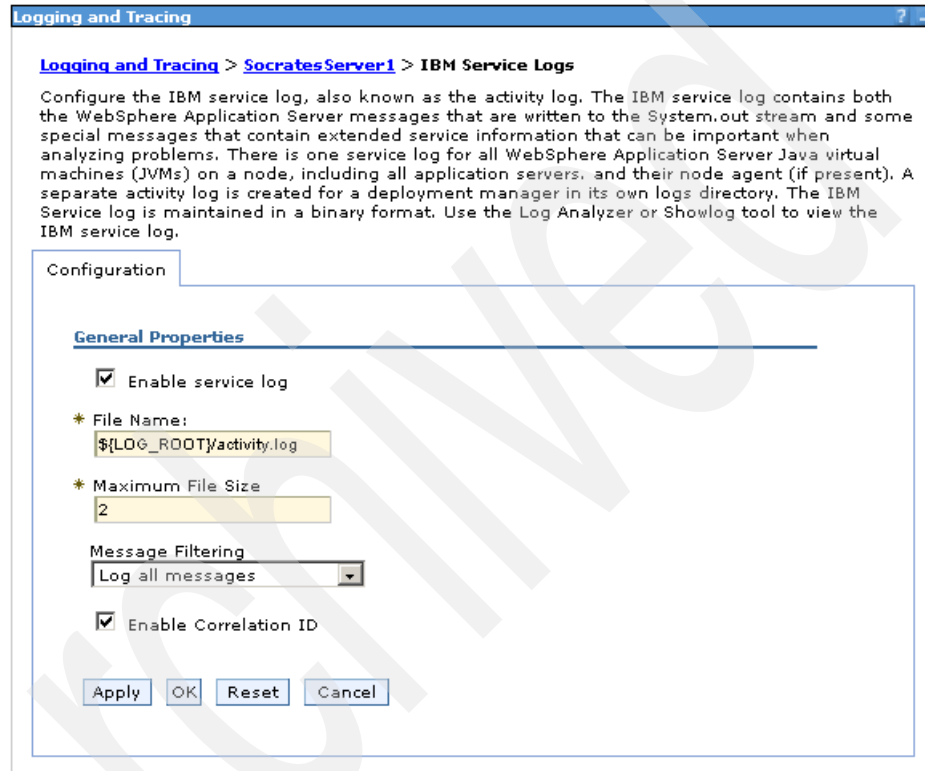 Logging and Tracing ? -
Logging and Tracing > SocratesServer1 > IBM Service Logs
Configure the IBM service log, also known as the activity log. The IBM service log contains both
the WebSphere Application Server messages that are written to the System.out stream and some
special messages that contain extended service information that can be important when
analyzing problems. There is one service log for all WebSphere Application Server Java virtual
machines (JVMs) on a node, including all application servers. and their node agent (if present). A
separate activity log is created for a deployment manager in its own logs directory. The IBM
Service log is maintained in a binary format. Use the Log Analyzer or Showlog tool to view the
IBM service log.
Configuration
General Properties
Enable service log
* File Name:
${LOG_ROOT}/activity.log
* Maximum File Size
2
Message Filtering
Log all messages
Enable Correlation ID
Apply OK Reset Cancel
rchived